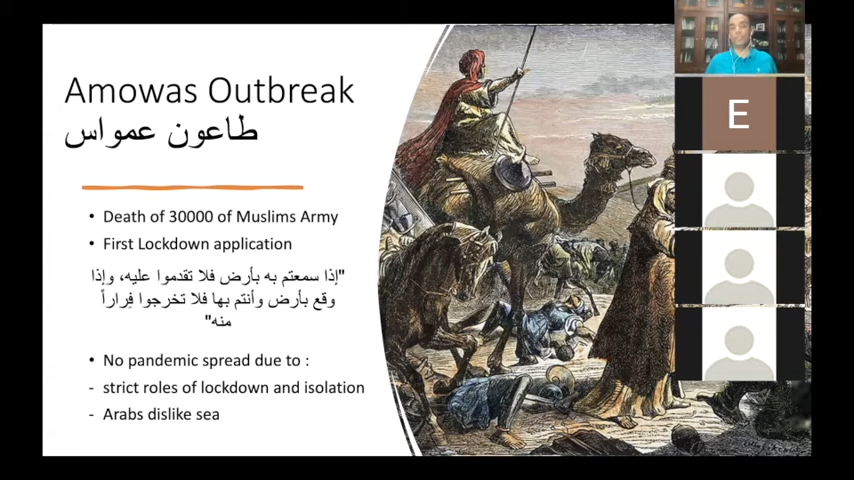 Amowas Outbreak
طاعون عمواس
• Death of 30000 of Muslims Army
• First Lockdown application
"إذا سمعتم به بأرض فلا تقدموا عليه، وإذا
وقع بأرض وأنتم بها فلا تخرجوا فِراراً
منه"
• No pandemic spread due to :
- strict roles of lockdown and isolation
- Arabs dislike sea
E